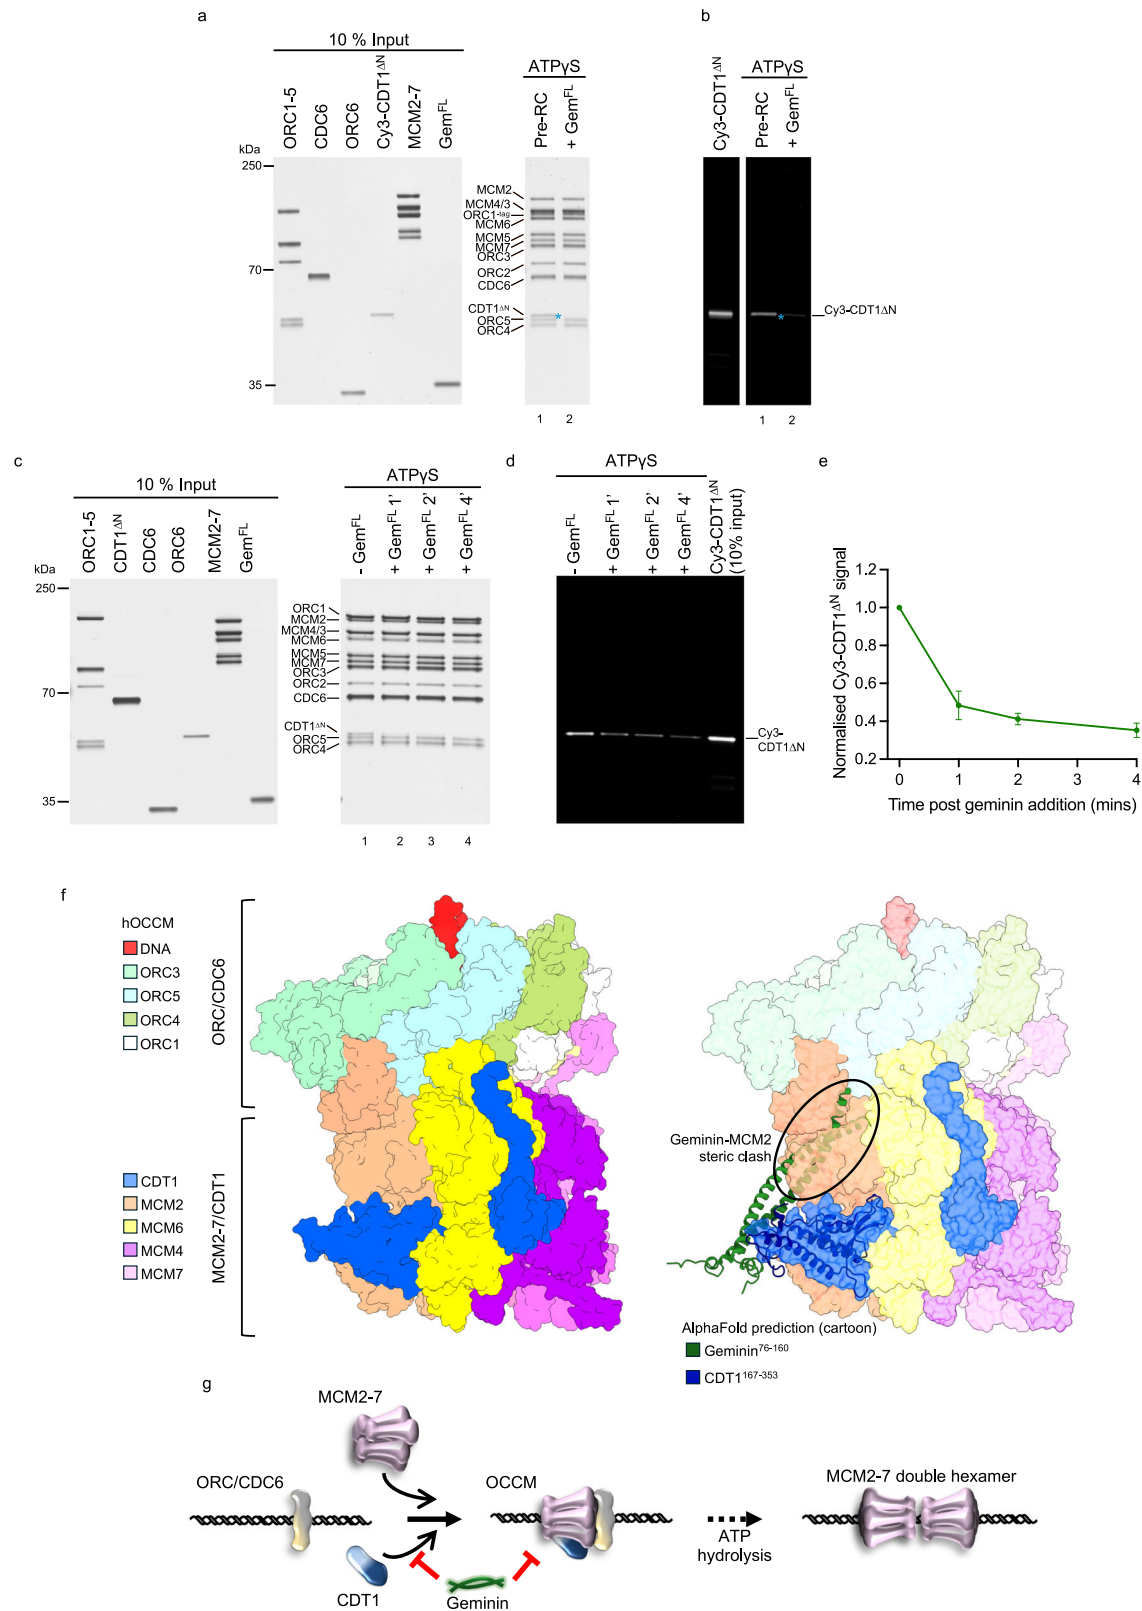 a
10 % Input
ORC1-5
CDC6
ORC6
Cy3-CDT1ΔN
MCM2-7
GemFL
kDa
250
70
35
ATPγS
Pre-RC
+ GemFL
MCM2
MCM4/3
ORC1-tag
MCM6
MCM5
MCM7
ORC3
ORC2
CDC6
CDT1ΔN
*
ORC5
ORC4
1 2
b
Cy3-CDT1ΔN
ATPγS
Pre-RC
+ GemFL
*
Cy3-CDT1ΔN
1 2
c
10 % Input
ORC1-5
CDT1ΔN
CDC6
ORC6
MCM2-7
GemFL
kDa
250
70
35
ATPγS
- GemFL
+ GemFL 1'
+ GemFL 2'
+ GemFL 4'
ORC1
MCM2
MCM4/3
MCM6
MCM5
MCM7
ORC3
ORC2
CDC6
CDT1ΔN
ORC5
ORC4
1 2 3 4
d
ATPγS
- GemFL
+ GemFL 1'
+ GemFL 2'
+ GemFL 4'
Cy3-CDT1ΔN
(10% input)
Cy3-
CDT1ΔN
e
Normalised Cy3-CDT1ΔN signal
1.2
1.0
0.8
0.6
0.4
0.2
0 1 2 3 4
Time post geminin addition (mins)
f
hOCCM
DNA
ORC3
ORC5
ORC4
ORC1
ORC/CDC6
CDT1
MCM2
MCM6
MCM4
MCM7
MCM2-7/CDT1
Geminin-MCM2
steric clash
AlphaFold prediction (cartoon)
Geminin76-160
CDT1167-353
g
MCM2-7
ORC/CDC6
CDT1
Geminin
OCCM
ATP
hydrolysis
MCM2-7 double hexamer